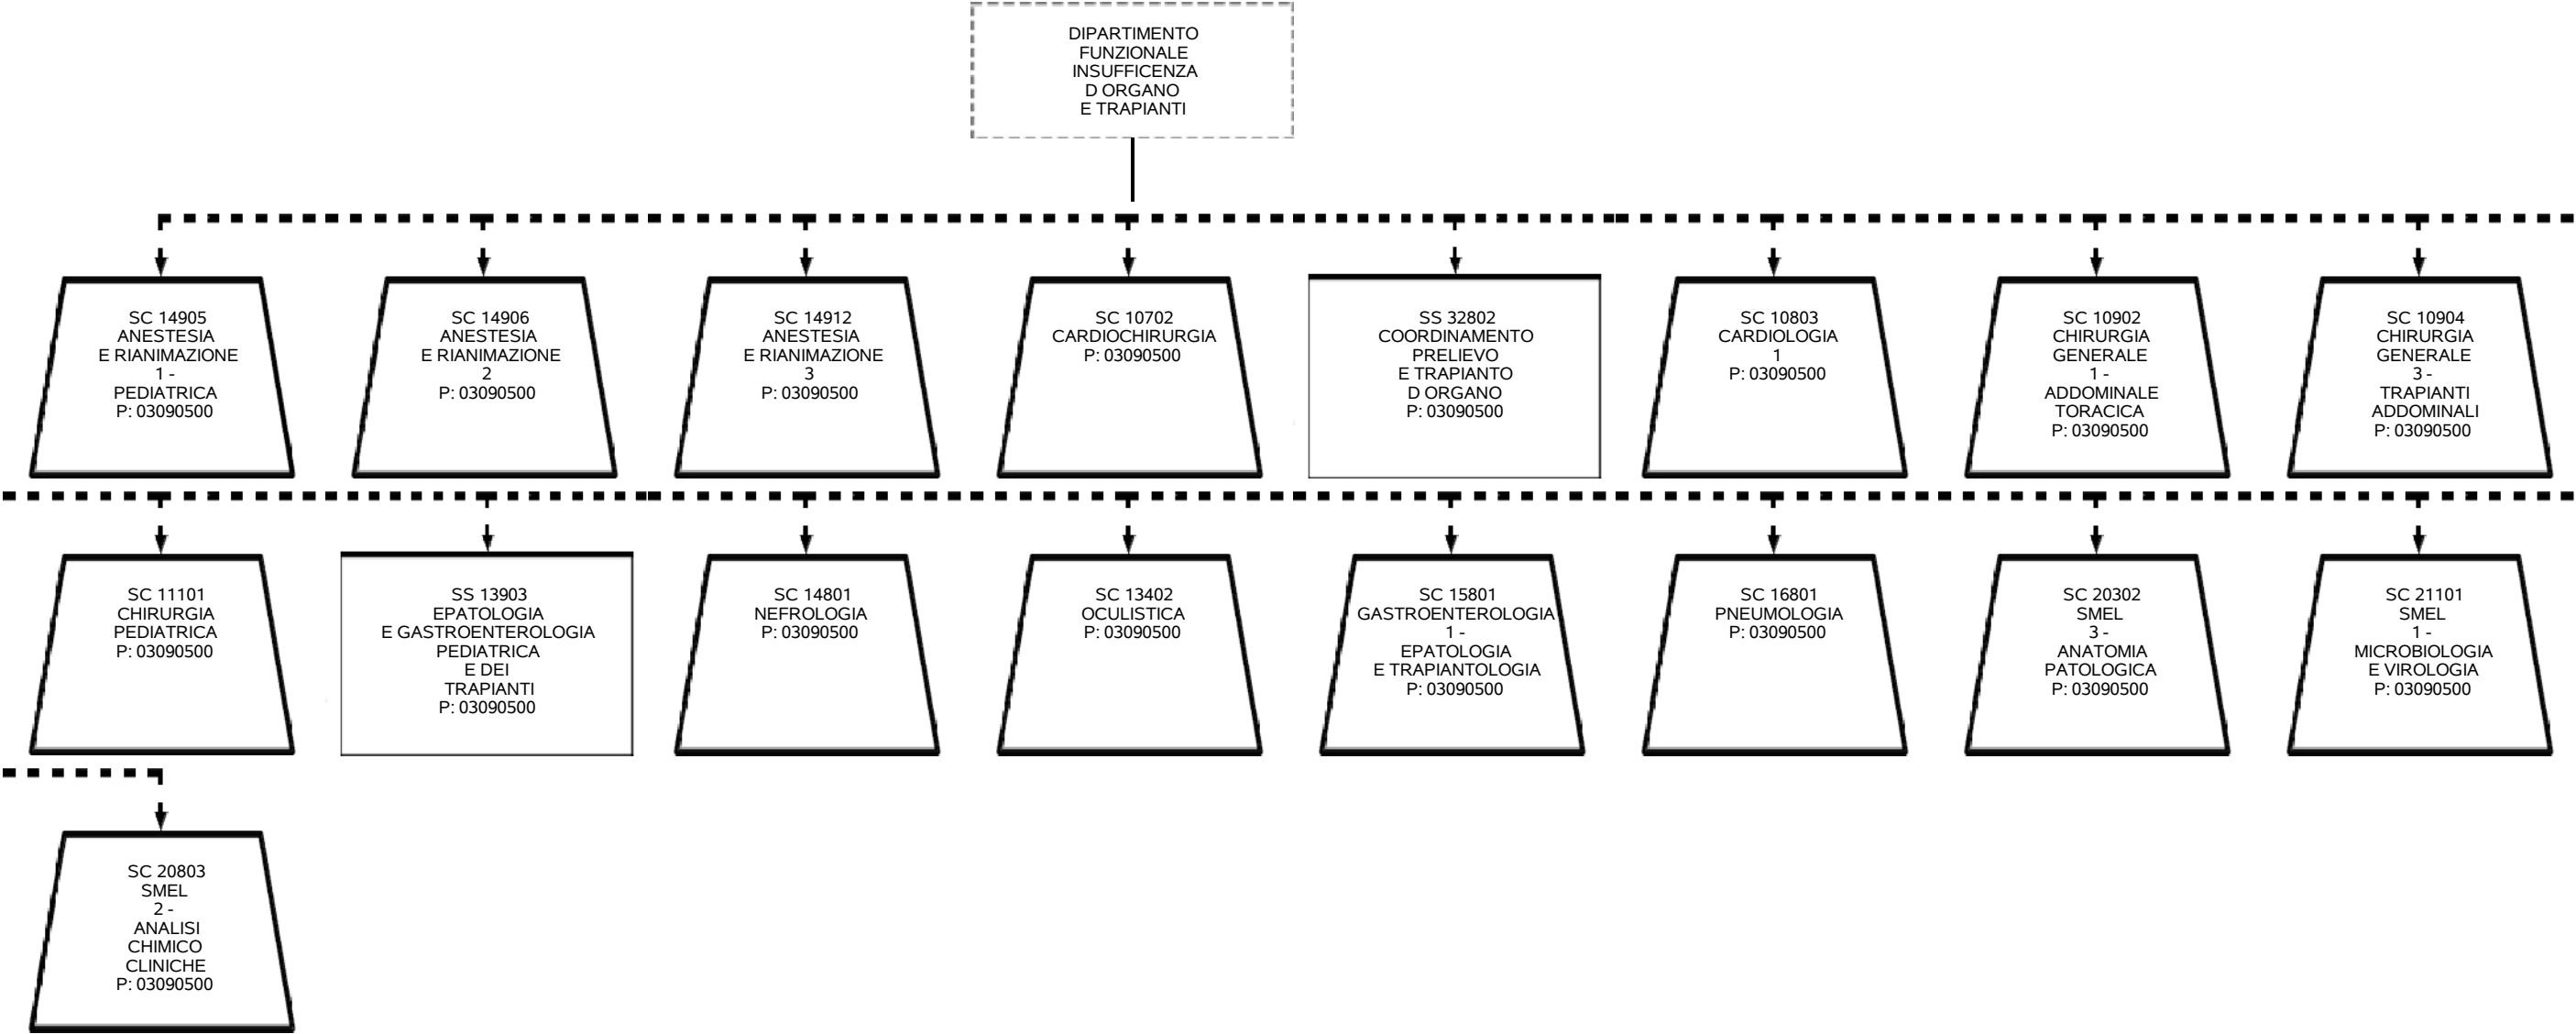 DIPARTIMENTO
FUNZIONALE
INSUFFICENZA
D ORGANO
E TRAPIANTI
SC 14905
ANESTESIA
E RIANIMAZIONE
1 -
PEDIATRICA
P: 03090500
SC 14906
ANESTESIA
E RIANIMAZIONE
2
P: 03090500
SC 14912
ANESTESIA
E RIANIMAZIONE
3
P: 03090500
SC 10702
CARDIOCHIRURGIA
P: 03090500
SS 32802
COORDINAMENTO
PRELIEVO
E TRAPIANTO
D ORGANO
P: 03090500
SC 10803
CARDIOLOGIA
1
P: 03090500
SC 10902
CHIRURGIA
GENERALE
1 -
ADDOMINALE
TORACICA
P: 03090500
SC 10904
CHIRURGIA
GENERALE
3 -
TRAPIANTI
ADDOMINALI
P: 03090500
SC 11101
CHIRURGIA
PEDIATRICA
P: 03090500
SS 13903
EPATOLOGIA
E GASTROENTEROLOGIA
PEDIATRICA
E DEI
TRAPIANTI
P: 03090500
SC 14801
NEFROLOGIA
P: 03090500
SC 13402
OCULISTICA
P: 03090500
SC 15801
GASTROENTEROLOGIA
1 -
EPATOLOGIA
E TRAPIANTOLOGIA
P: 03090500
SC 16801
PNEUMOLOGIA
P: 03090500
SC 20302
SMEL
3 -
ANATOMIA
PATOLOGICA
P: 03090500
SC 21101
SMEL
1 -
MICROBIOLOGIA
E VIROLOGIA
P: 03090500
SC 20803
SMEL
2 -
ANALISI
CHIMICO
CLINICHE
P: 03090500